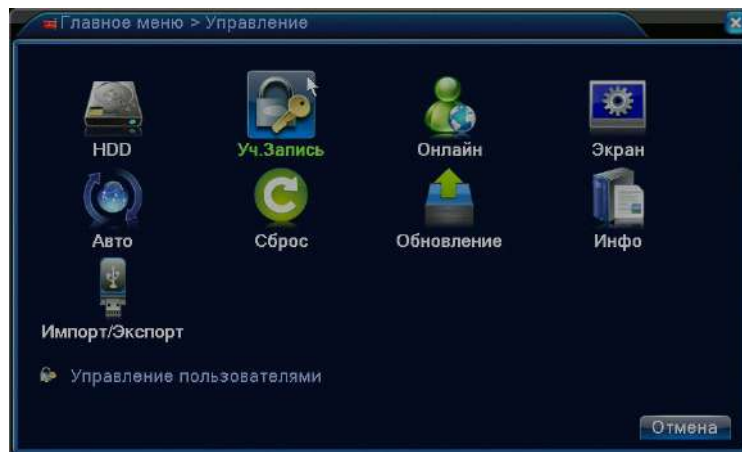 Главное меню > Управление
HDD Уч.Запись Онлайн Экран
Авто Сброс Обновление Инфо
Импорт/Экспорт
Управление пользователями
Отмена